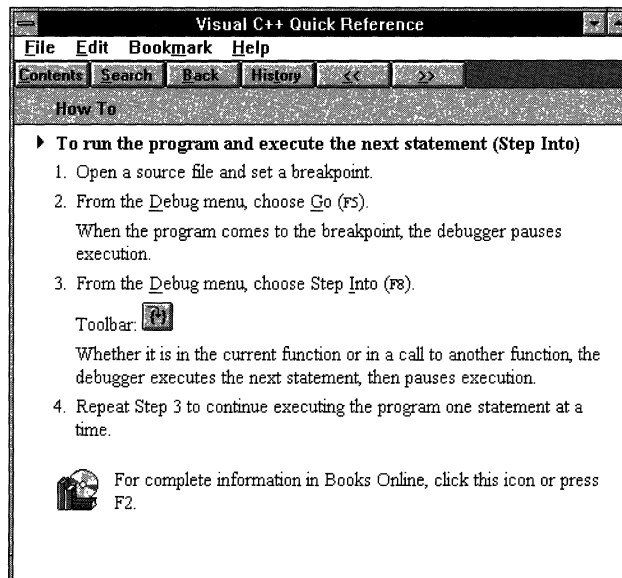 Visual C++ Quick Reference
File Edit Bookmark Help
Contents Search Back History << >>
How To
To run the program and execute the next statement (Step Into)
1. Open a source file and set a breakpoint.
2. From the Debug menu, choose Go (F5).
When the program comes to the breakpoint, the debugger pauses
execution.
3. From the Debug menu, choose Step Into (F8).
Toolbar: {+}
Whether it is in the current function or in a call to another function, the
debugger executes the next statement, then pauses execution.
4. Repeat Step 3 to continue executing the program one statement at a
time.
For complete information in Books Online, click this icon or press
F2.